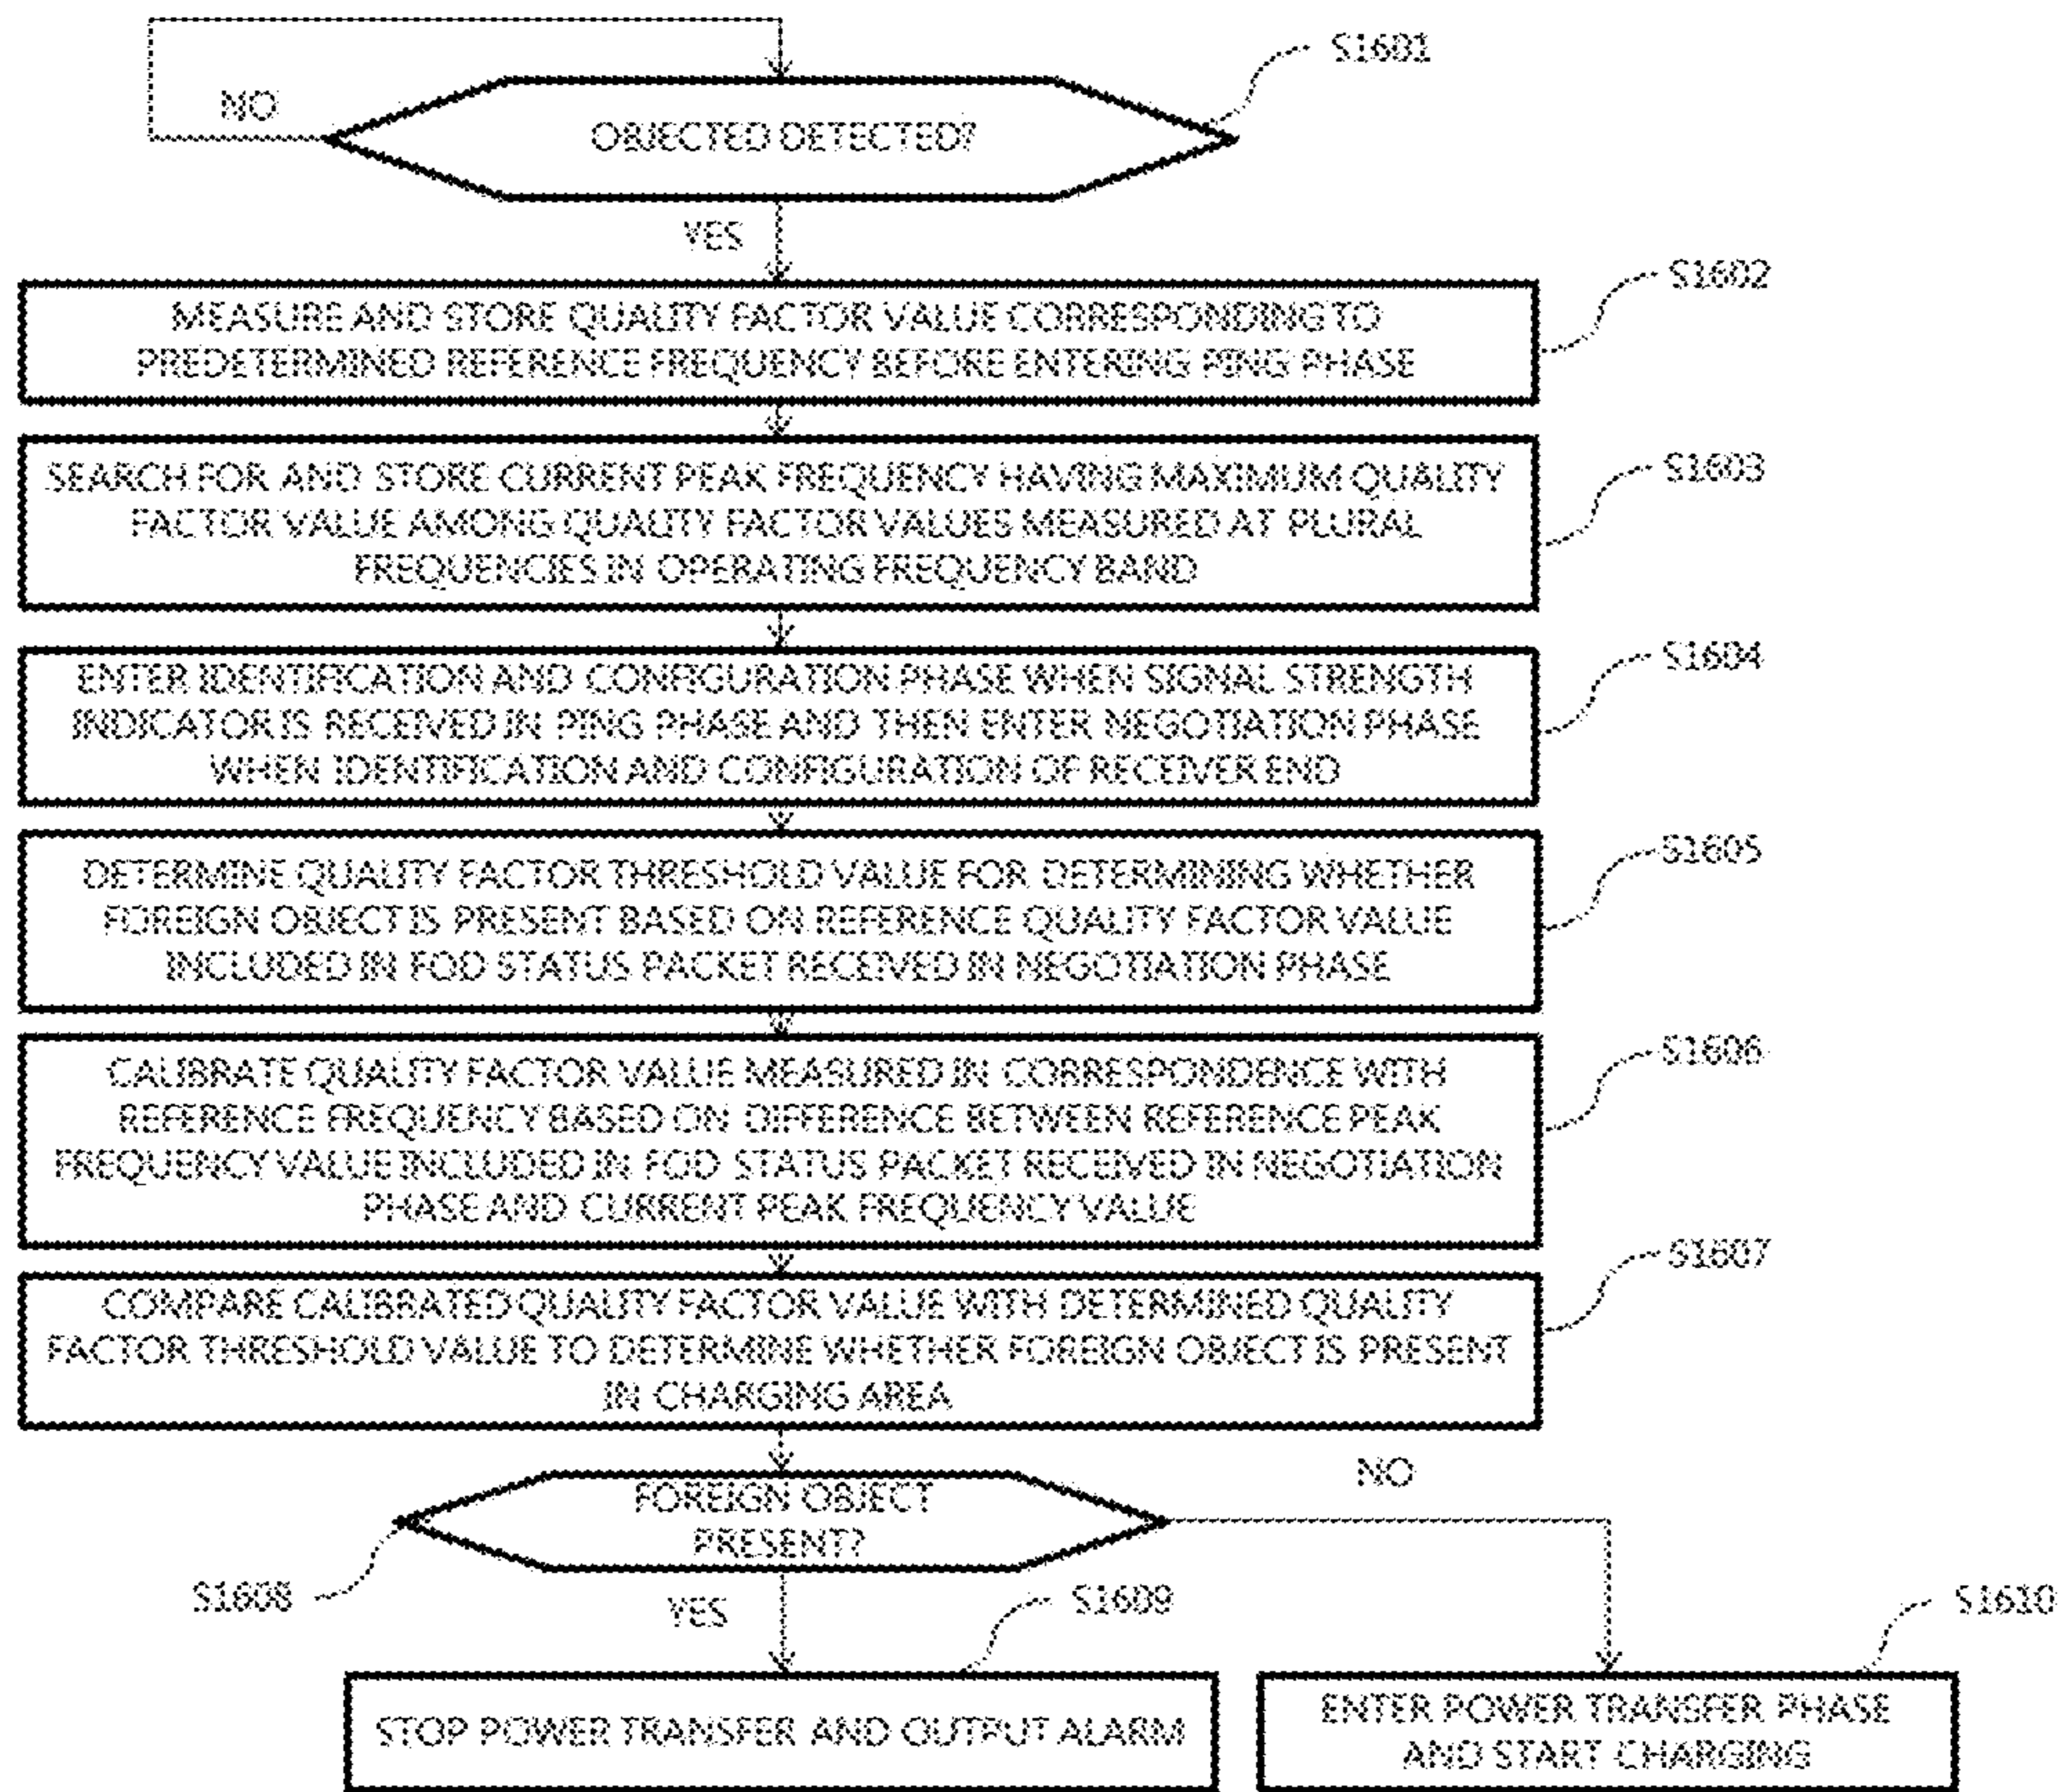 S1601
NO
OBJECTED DETECTED?
YES
S1602
MEASURE AND STORE QUALITY FACTOR VALUE CORRESPONDING TO
PREDETERMINED REFERENCE FREQUENCY BEFORE ENTERING PING PHASE
S1603
SEARCH FOR AND STORE CURRENT PEAK FREQUENCY HAVING MAXIMUM QUALITY
FACTOR VALUE AMONG QUALITY FACTOR VALUES MEASURED AT PLURAL
FREQUENCIES IN OPERATING FREQUENCY BAND
S1604
ENTER IDENTIFICATION AND CONFIGURATION PHASE WHEN SIGNAL STRENGTH
INDICATOR IS RECEIVED IN PING PHASE AND THEN ENTER NEGOTIATION PHASE
WHEN IDENTIFICATION AND CONFIGURATION OF RECEIVER END
S1605
DETERMINE QUALITY FACTOR THRESHOLD VALUE FOR DETERMINING WHETHER
FOREIGN OBJECT IS PRESENT BASED ON REFERENCE QUALITY FACTOR VALUE
INCLUDED IN FOD STATUS PACKET RECEIVED IN NEGOTIATION PHASE
S1606
CALIBRATE QUALITY FACTOR VALUE MEASURED IN CORRESPONDENCE WITH
REFERENCE FREQUENCY BASED ON DIFFERENCE BETWEEN REFERENCE PEAK
FREQUENCY VALUE INCLUDED IN FOD STATUS PACKET RECEIVED IN NEGOTIATION
PHASE AND CURRENT PEAK FREQUENCY VALUE
S1607
COMPARE CALIBRATED QUALITY FACTOR VALUE WITH DETERMINED QUALITY
FACTOR THRESHOLD VALUE TO DETERMINE WHETHER FOREIGN OBJECT IS PRESENT
IN CHARGING AREA
NO
FOREIGN OBJECT
PRESENT?
S1608
YES
S1609
S1610
STOP POWER TRANSFER AND OUTPUT ALARM
ENTER POWER TRANSFER PHASE
AND START CHARGING